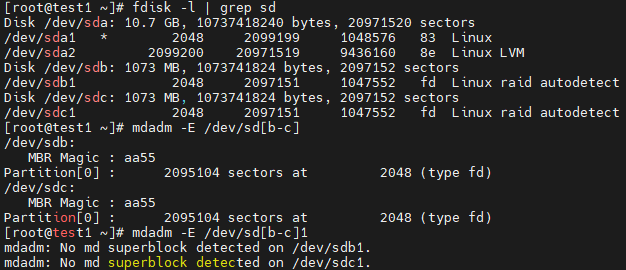 [root@test1 ~]# fdisk -l | grep sd
Disk /dev/sda: 10.7 GB, 10737418240 bytes, 20971520 sectors
/dev/sda1   *        2048     2099199     1048576   83  Linux
/dev/sda2         2099200    20971519     9436160   8e  Linux LVM
Disk /dev/sdb: 1073 MB, 1073741824 bytes, 2097152 sectors
/dev/sdb1            2048     2097151     1047552   fd  Linux raid autodetect
Disk /dev/sdc: 1073 MB, 1073741824 bytes, 2097152 sectors
/dev/sdc1            2048     2097151     1047552   fd  Linux raid autodetect
[root@test1 ~]# mdadm -E /dev/sd[b-c]
/dev/sdb:
   MBR Magic : aa55
Partition[0] :      2095104 sectors at         2048 (type fd)
/dev/sdc:
   MBR Magic : aa55
Partition[0] :      2095104 sectors at         2048 (type fd)
[root@test1 ~]# mdadm -E /dev/sd[b-c]1
mdadm: No md superblock detected on /dev/sdb1.
mdadm: No md superblock detected on /dev/sdc1.